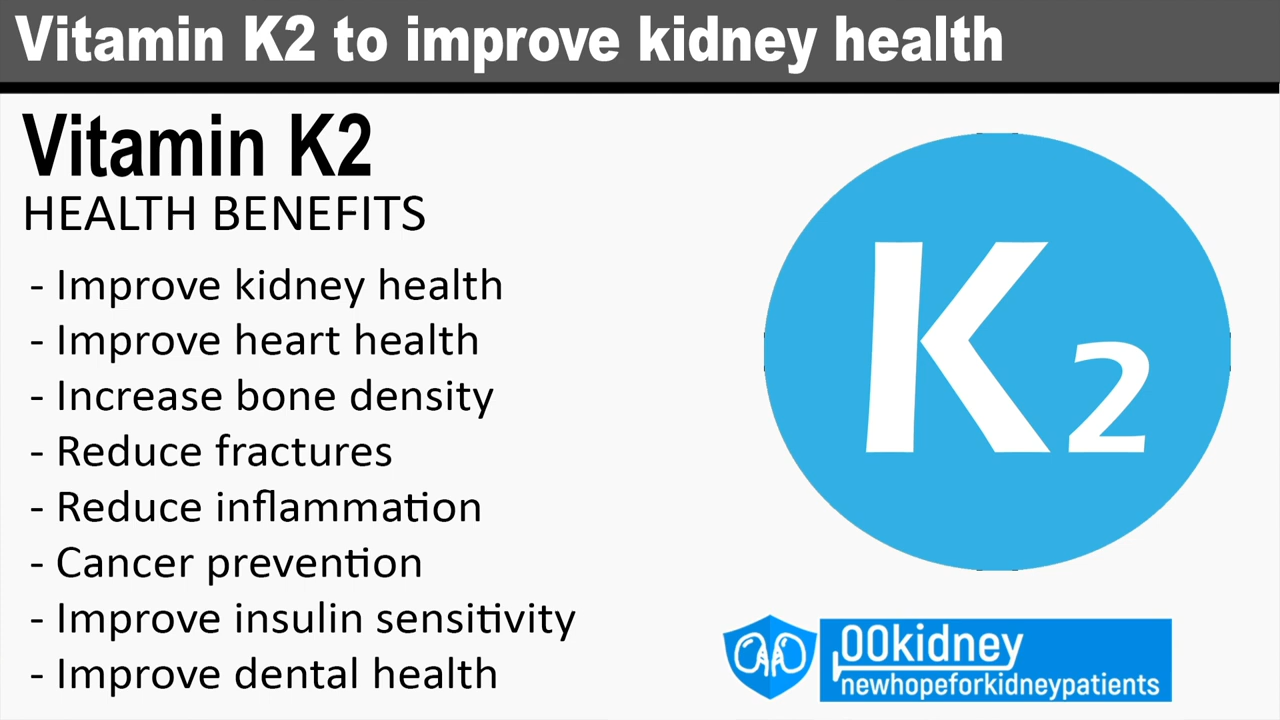 Vitamin K2 to improve kidney health
Vitamin K2
HEALTH BENEFITS
- Improve kidney health
- Improve heart health
- Increase bone density
- Reduce fractures
- Reduce inflammation
- Cancer prevention
- Improve insulin sensitivity
- Improve dental health
K2
00kidney
newhopeforkidneypatients